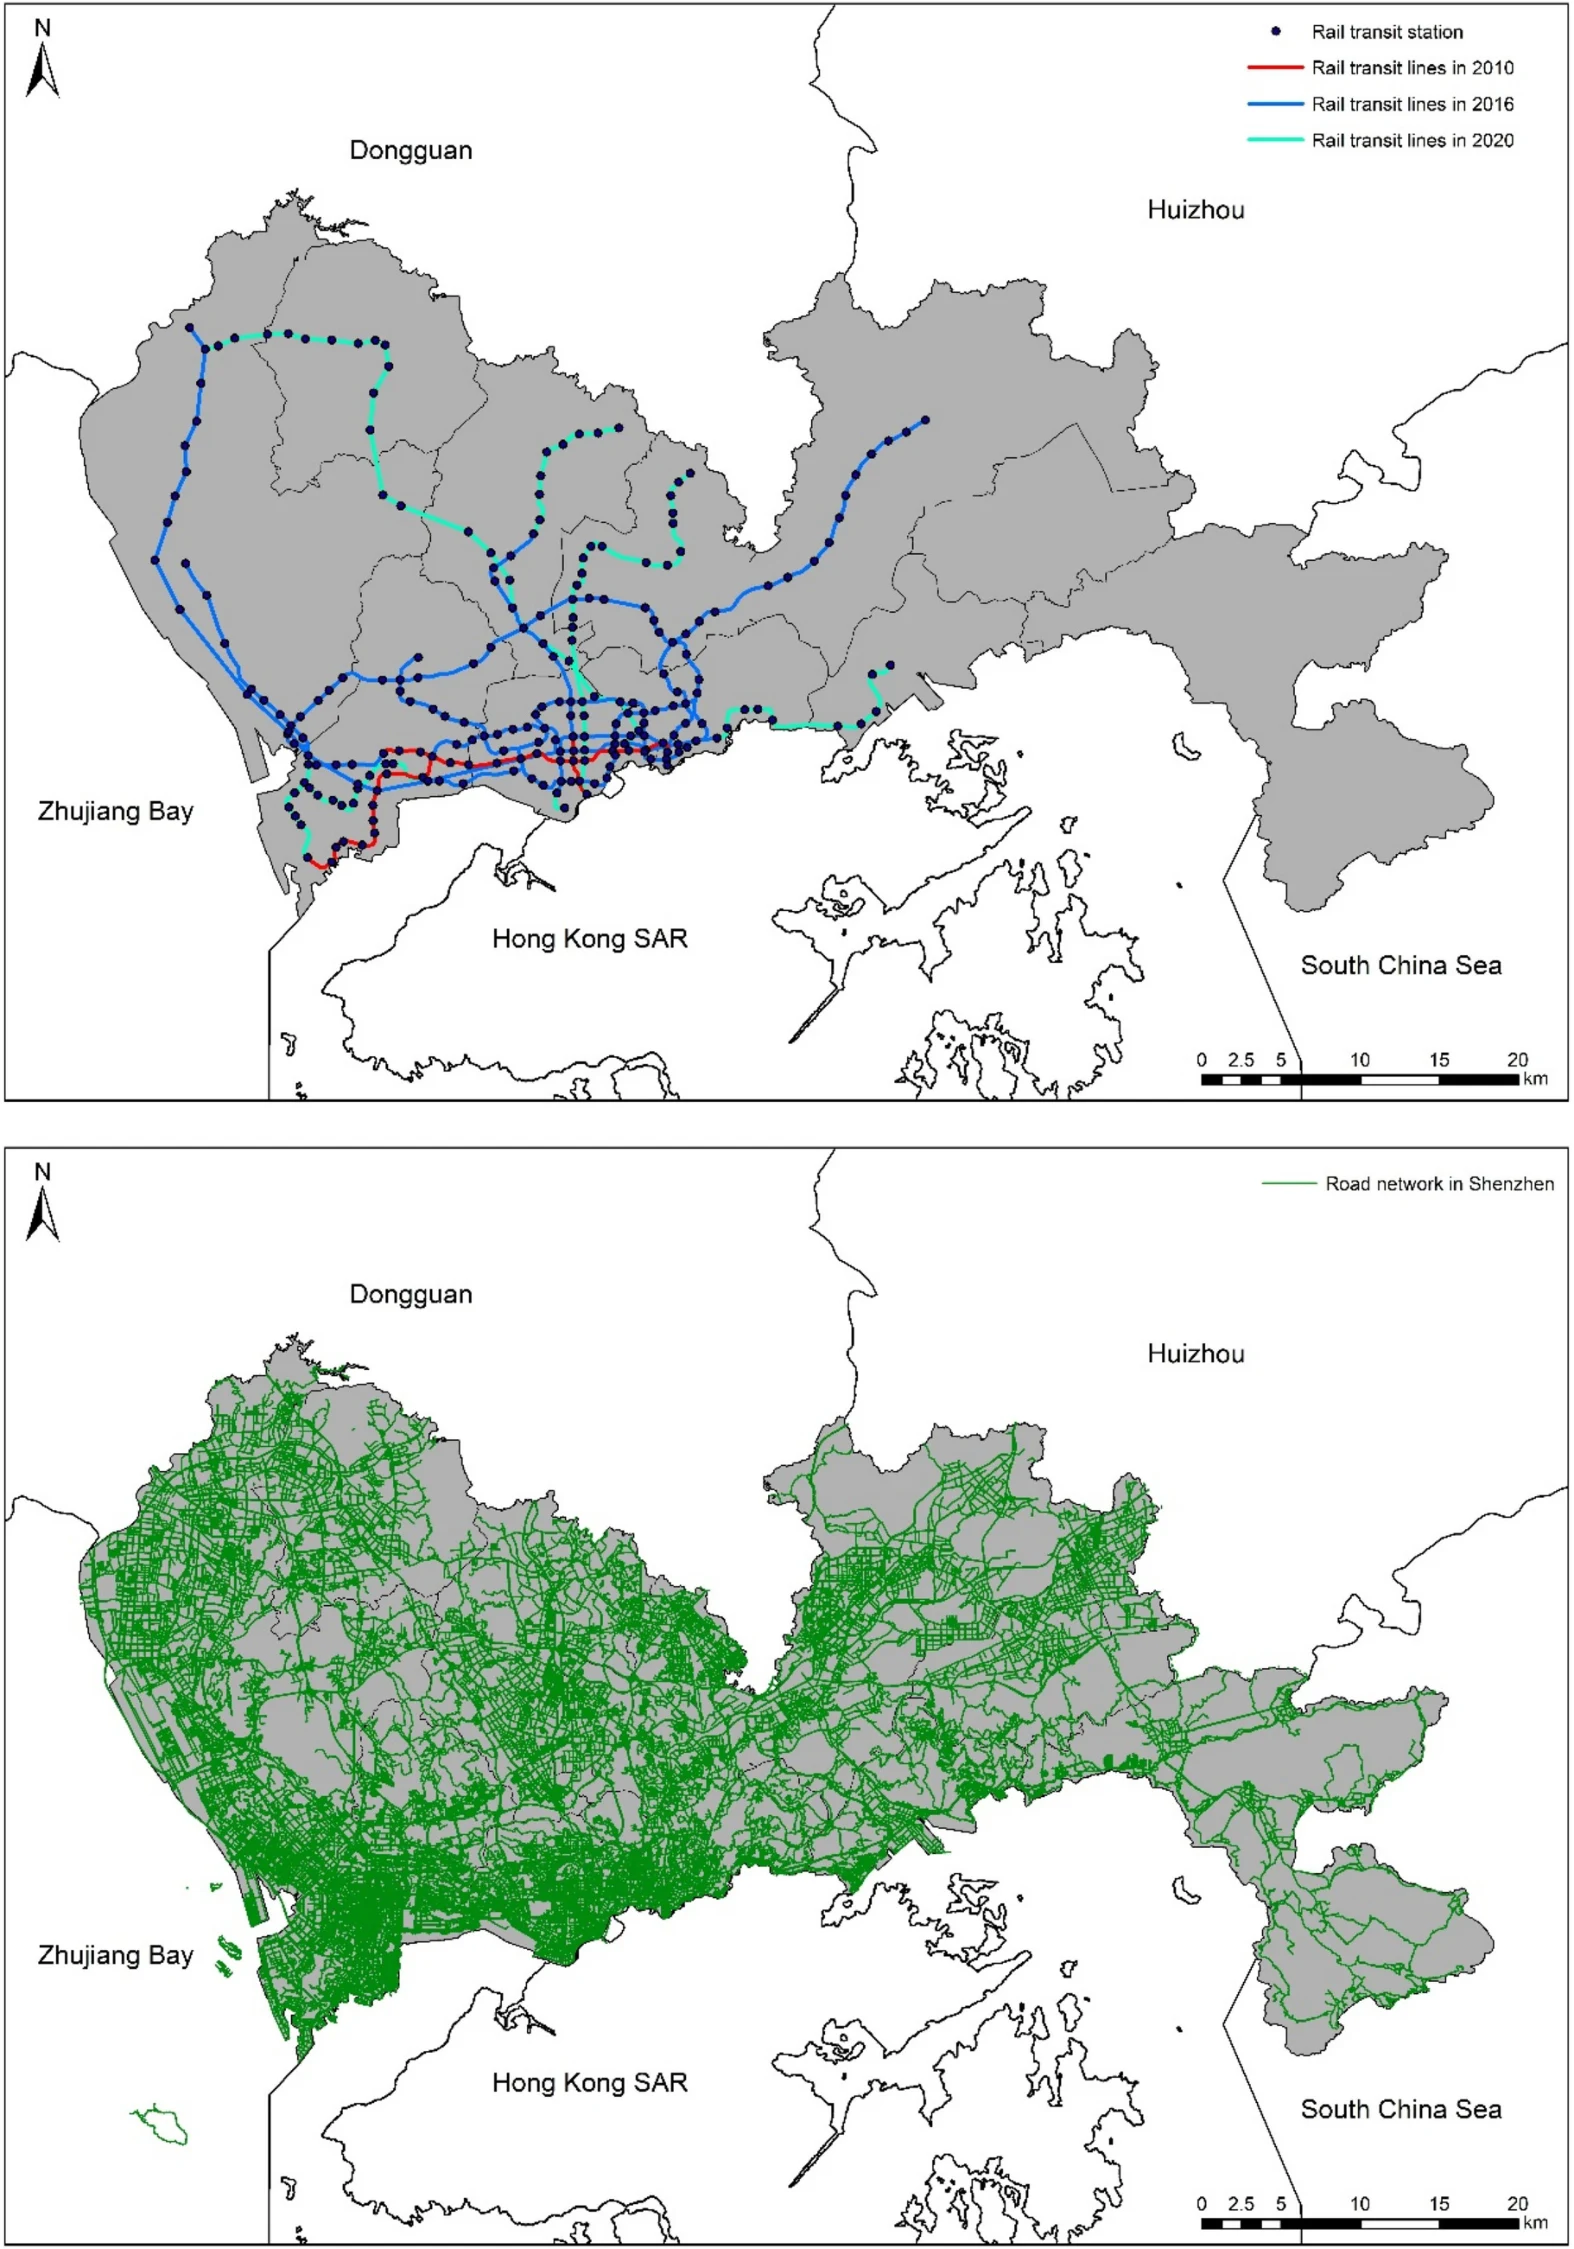 N
Rail transit station
Rail transit lines in 2010
Rail transit lines in 2016
Rail transit lines in 2020
Dongguan
Huizhou
Zhujiang Bay
Hong Kong SAR
South China Sea
0 2.5 5 10 15 20
km
N
Road network in Shenzhen
Dongguan
Huizhou
Zhujiang Bay
Hong Kong SAR
South China Sea
0 2.5 5 10 15 20
km